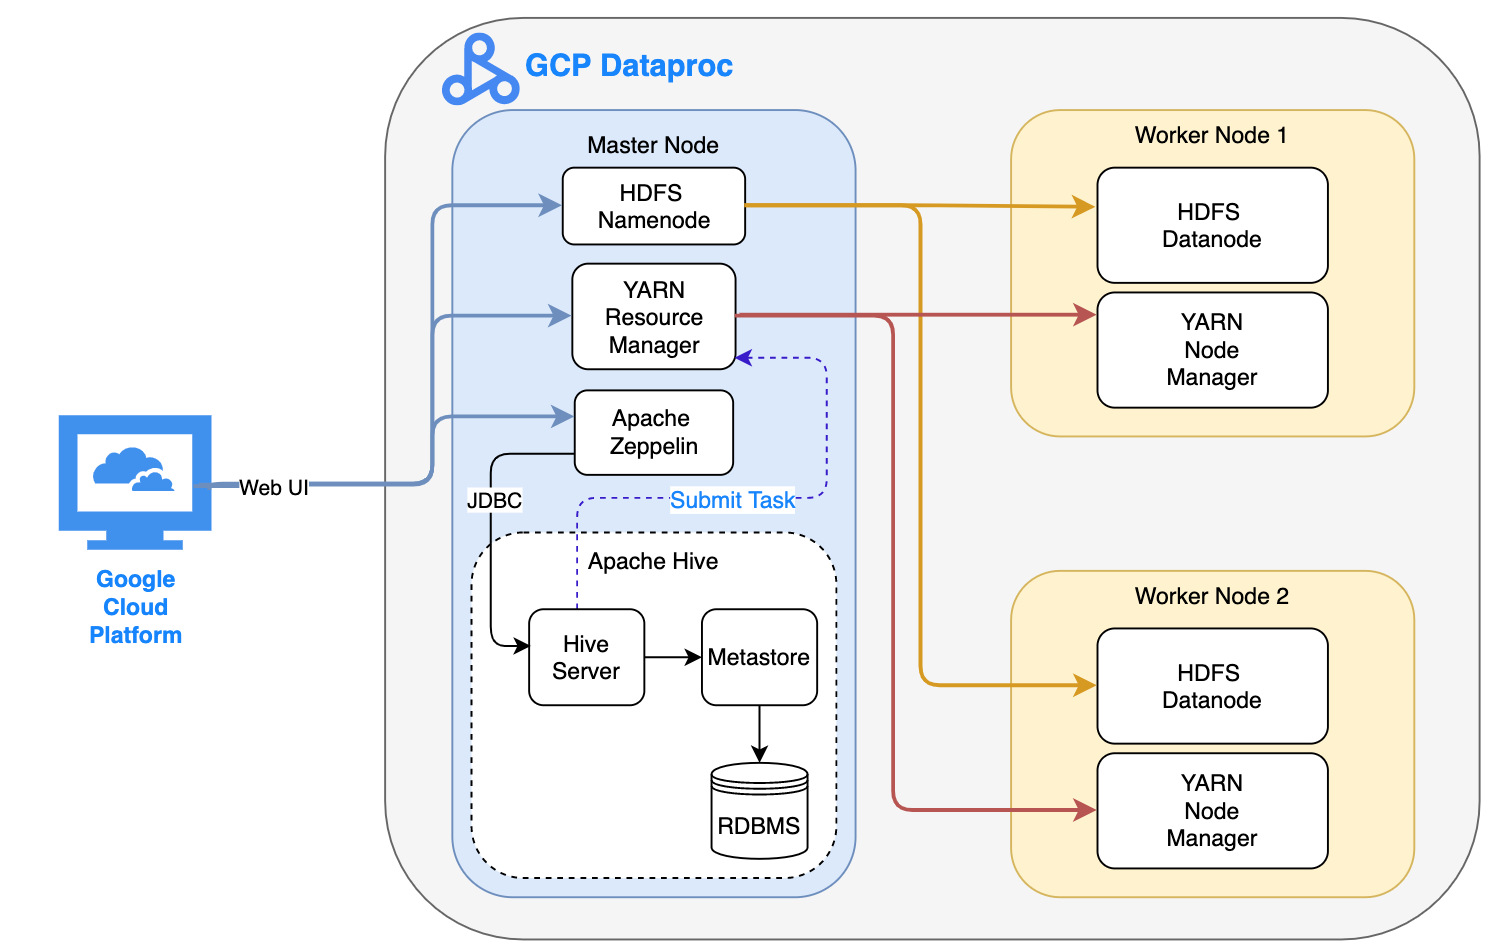 GCP Dataproc
Master Node
HDFS
Namenode
YARN
Resource
Manager
Apache
Zeppelin
JDBC
Submit Task
Apache Hive
Hive
Server
Metastore
RDBMS
Web UI
Google
Cloud
Platform
Worker Node 1
HDFS
Datanode
YARN
Node
Manager
Worker Node 2
HDFS
Datanode
YARN
Node
Manager